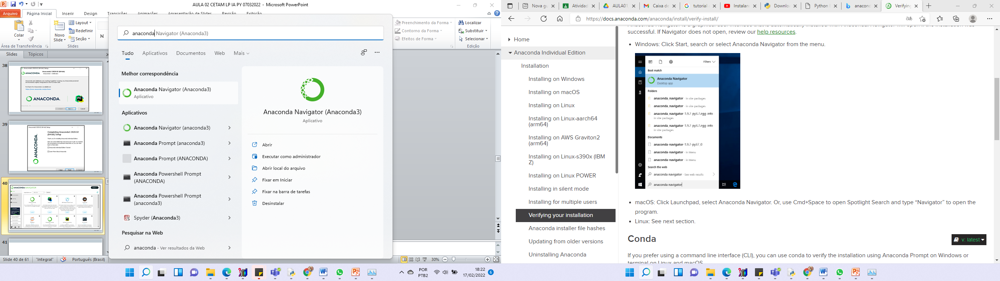 AULA 02 CETAM LP IA PY 07032022 - Microsoft PowerPoint
Arquivo Página Inicial Inserir Design Transições Animações Apresentação de Slides Revisão Exibição
Colar
Novo Slide
Layout
Redefinir
Seção
N
Área de Transferência
Slides
Preenchimento da Forma
Contorno da Forma
Efeitos de Forma
Localizar
Substituir
Selecionar
Edição
Slides Tópicos
38
ANACONDA
ANACONDA.
39
Completing Anaconda3 2020.02
(64-bit) Setup
ANACONDA.
40
ANACONDA NAVIGATOR
41
anaconda Navigator (Anaconda3)
Tudo Aplicativos Documentos Web Mais
Melhor correspondência
Anaconda Navigator (Anaconda3)
Aplicativo
Aplicativos
Anaconda Navigator (anaconda3)
Anaconda Prompt (anaconda3)
Anaconda Prompt (ANACONDA)
Anaconda Powershell Prompt
(ANACONDA)
Anaconda Powershell Prompt
(anaconda3)
Spyder (Anaconda3)
Pesquisar na Web
anaconda - Ver resultados da Web
Anaconda Navigator (Anaconda3)
Aplicativo
Abrir
Executar como administrador
Abrir local do arquivo
Fixar em Iniciar
Fixar na barra de tarefas
Desinstalar
Slide 40 de 61 "Integral" Português (Brasil)
30%
POR
PTB2
18:22
17/02/2022
6
Nova gu
Atividad
AULA01
Caixa de
tutorial
Instalan
Downlo
Python
anacond
Verifying
https://docs.anaconda.com/anaconda/install/verify-install/
Home
Anaconda Individual Edition
Installation
Installing on Windows
Installing on macOS
Installing on Linux
Installing on Linux-aarch64
(arm64)
Installing on AWS Graviton2
(arm64)
Installing on Linux-s390x (IBM
Z)
Installing on Linux POWER
Installing in silent mode
Installing for multiple users
Verifying your installation
Anaconda installer file hashes
Updating from older versions
Uninstalling Anaconda
successful. If Navigator does not open, review our help resources.
• Windows: Click Start, search or select Anaconda Navigator from the menu.
Filters
Best match
Anaconda Navigator
Desktop app
Folders
anaconda_navigator - in site-packages
anaconda_navigator - in site-packages
anaconda_navigator-1.9.7-py3.7.egg-info
in site-packages
anaconda_navigator-1.9.7-py3.7.egg-info
in site-packages
Documents
anaconda-navigator-1.9.7-py37_0
anaconda-navigator - in Menu
anaconda-navigator - in Menu
Search the web
anaconda navigator - See web results
anaconda navigator
• macOS: Click Launchpad, select Anaconda Navigator. Or, use Cmd+Space to open Spotlight Search and type “Navigator” to open the
program.
• Linux: See next section.
Conda
v: latest
If you prefer using a command line interface (CLI), you can use conda to verify the installation using Anaconda Prompt on Windows or
terminal on Linux and macOS.